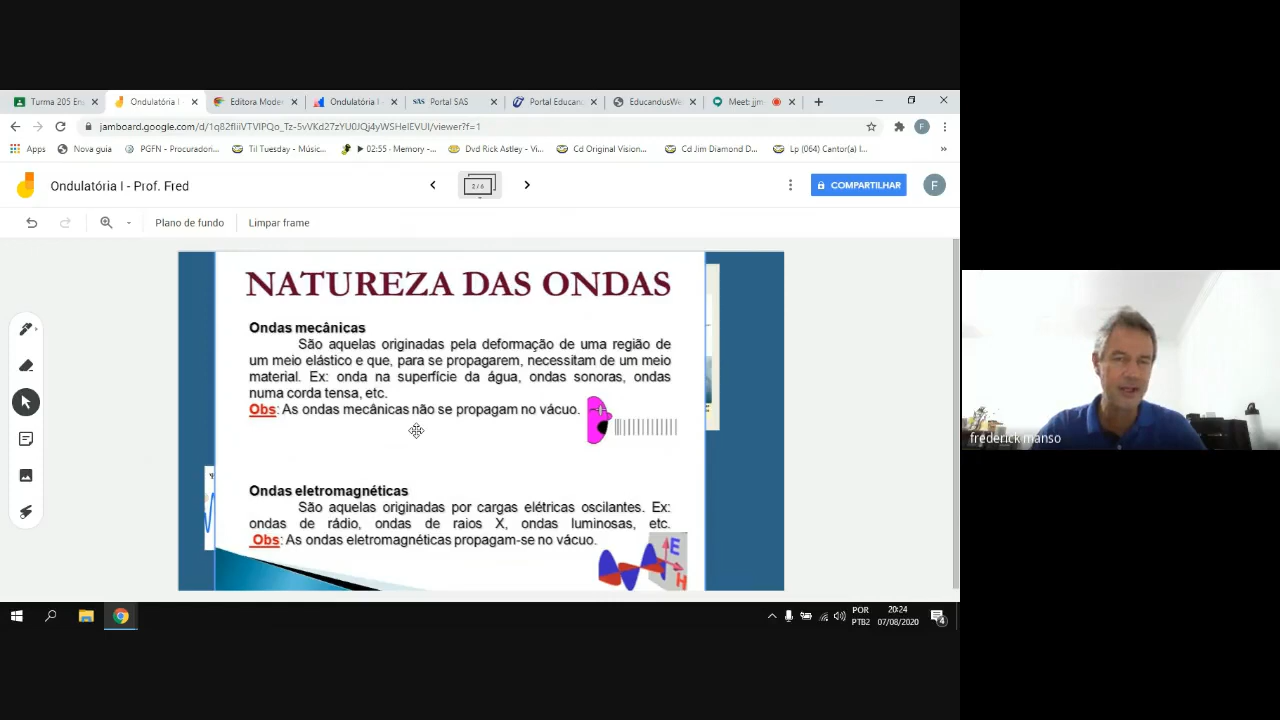 Turma 205 En
Ondulatória I
Editora Mode
Ondulatória I -
Portal SAS
Portal Educan
EducandusWe
Meet: jjm
jamboard.google.com/d/
/viewer?f=1
Apps
Nova guia
PGFN - Procuradori...
Til Tuesday - Músic...
02:55 · Memory -...
Dvd Rick Astley - Vi...
Cd Original Vision...
Cd Jim Diamond D...
Lp (064) Cantor(a) I...
Ondulatória I - Prof. Fred
2 / 6
COMPARTILHAR
F
Plano de fundo
Limpar frame
NATUREZA DAS ONDAS
Ondas mecânicas
São aquelas originadas pela deformação de uma região de
um meio elástico e que, para se propagarem, necessitam de um meio
material. Ex: onda na superfície da água, ondas sonoras, ondas
numa corda tensa, etc.
Obs: As ondas mecânicas não se propagam no vácuo.
Ondas eletromagnéticas
São aquelas originadas por cargas elétricas oscilantes. Ex:
ondas de rádio, ondas de raios X, ondas luminosas, etc.
Obs: As ondas eletromagnéticas propagam-se no vácuo.
E
H
frederick manso
POR
PTB2
20:24
07/08/2020
4